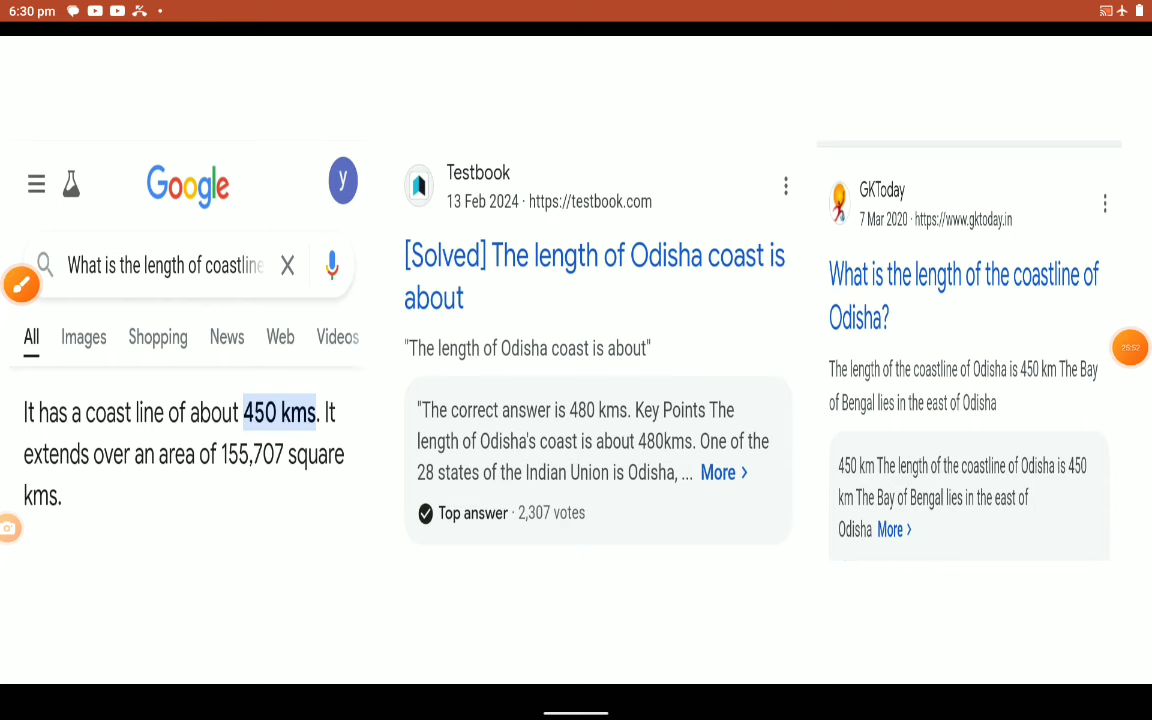 6:30 pm
Google
y
What is the length of coastline
All Images Shopping News Web Videos
It has a coast line of about 450 kms. It
extends over an area of 155,707 square
kms.
Testbook
13 Feb 2024 · https://testbook.com
[Solved] The length of Odisha coast is
about
"The length of Odisha coast is about"
"The correct answer is 480 kms. Key Points The
length of Odisha's coast is about 480kms. One of the
28 states of the Indian Union is Odisha, ... More >
Top answer · 2,307 votes
GKToday
7 Mar 2020 · https://www.gktoday.in
What is the length of the coastline of
Odisha?
The length of the coastline of Odisha is 450 km The Bay
of Bengal lies in the east of Odisha
450 km The length of the coastline of Odisha is 450
km The Bay of Bengal lies in the east of
Odisha More >
25:52